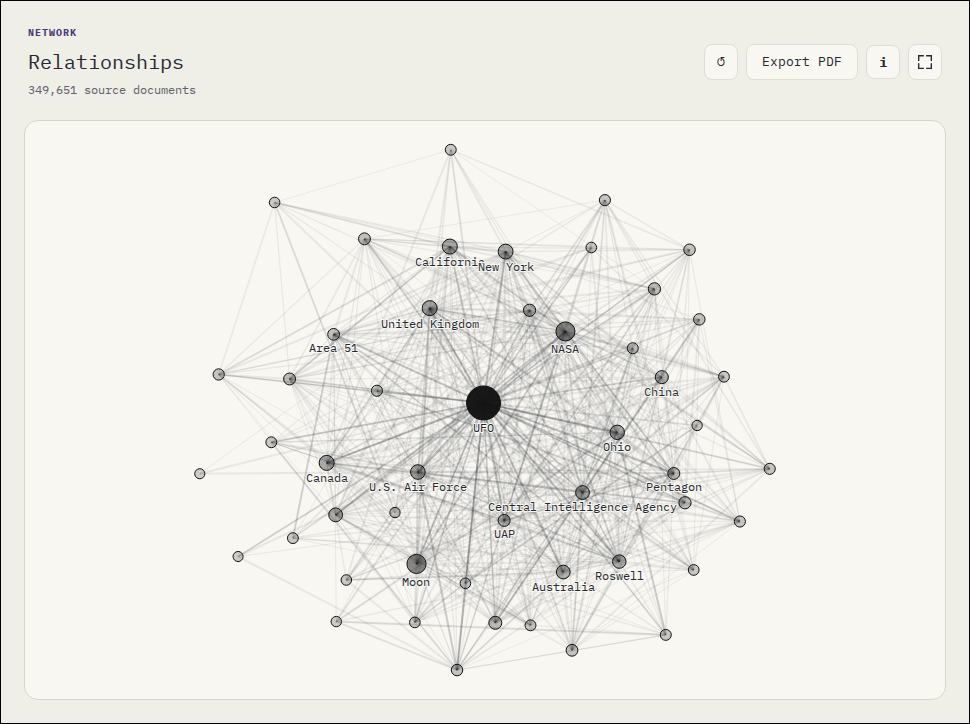 NETWORK
Relationships
349,651 source documents
Export PDF
i
California
New York
United Kingdom
Area 51
NASA
China
UFO
Ohio
Canada
U.S. Air Force
Pentagon
Central Intelligence Agency
UAP
Moon
Australia
Roswell